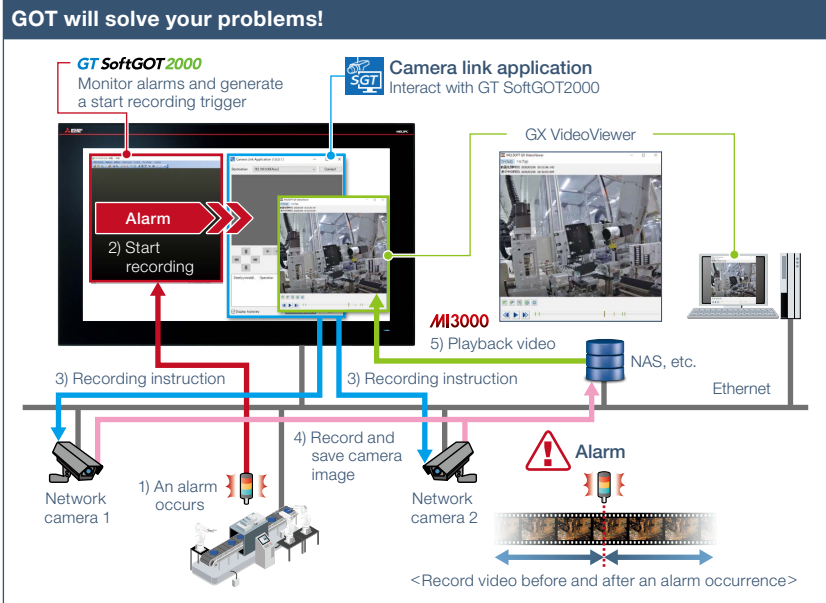 GOT will solve your problems!
GT SoftGOT2000
Monitor alarms and generate
a start recording trigger
SGT
Camera link application
Interact with GT SoftGOT2000
GX VideoViewer
Alarm
2) Start
recording
MI3000
5) Playback video
NAS, etc.
Ethernet
3) Recording instruction
3) Recording instruction
4) Record and
save camera
image
1) An alarm
occurs
Network
camera 1
Network
camera 2
Alarm
<Record video before and after an alarm occurrence>